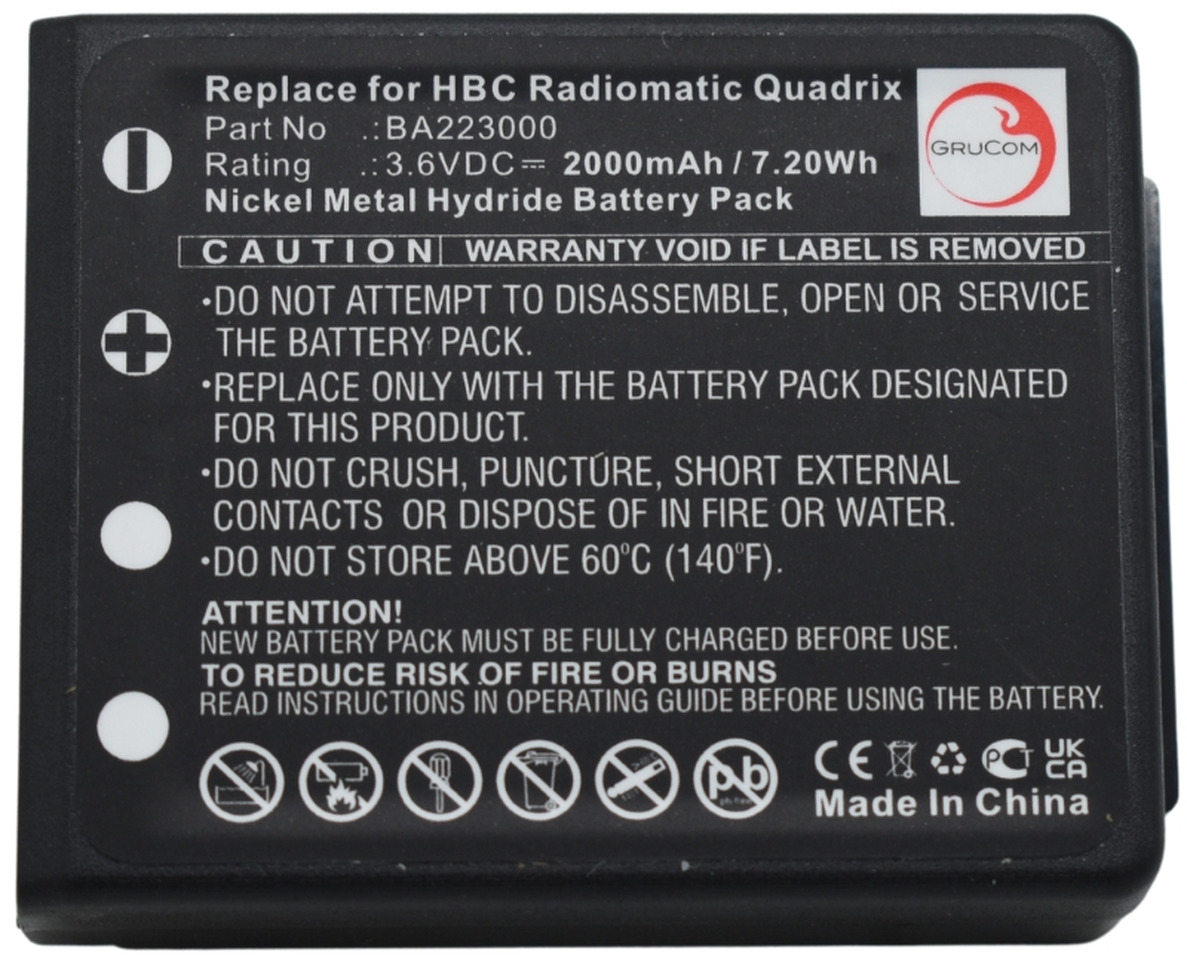 Replace for HBC Radiomatic Quadrix
GRUCOM
Part No .:BA223000
Rating .:3.6VDC⎓ 2000mAh / 7.20Wh
Nickel Metal Hydride Battery Pack
CAUTION WARRANTY VOID IF LABEL IS REMOVED
•DO NOT ATTEMPT TO DISASSEMBLE, OPEN OR SERVICE
THE BATTERY PACK.
•REPLACE ONLY WITH THE BATTERY PACK DESIGNATED
FOR THIS PRODUCT.
•DO NOT CRUSH, PUNCTURE, SHORT EXTERNAL
CONTACTS OR DISPOSE OF IN FIRE OR WATER.
•DO NOT STORE ABOVE 60°C (140°F).
ATTENTION!
NEW BATTERY PACK MUST BE FULLY CHARGED BEFORE USE.
TO REDUCE RISK OF FIRE OR BURNS
READ INSTRUCTIONS IN OPERATING GUIDE BEFORE USING THE BATTERY.
pb CE PCT UK
pb free CA
Made In China